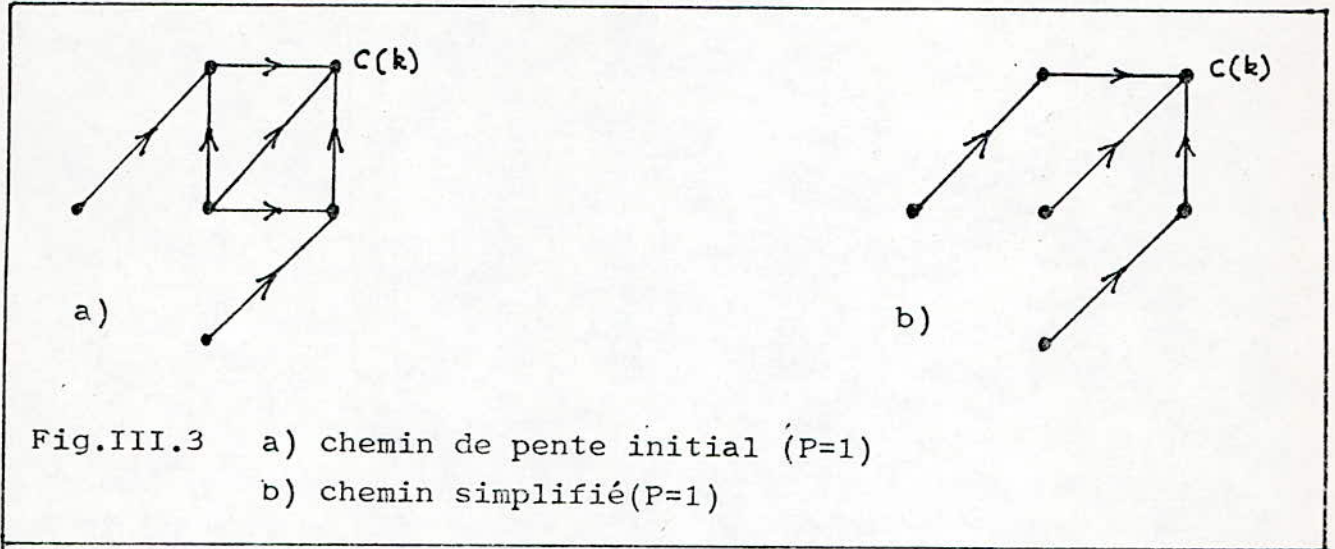 C(k)
C(k)
a)
b)
Fig.III.3 a) chemin de pente initial (P=1)
b) chemin simplifié(P=1)